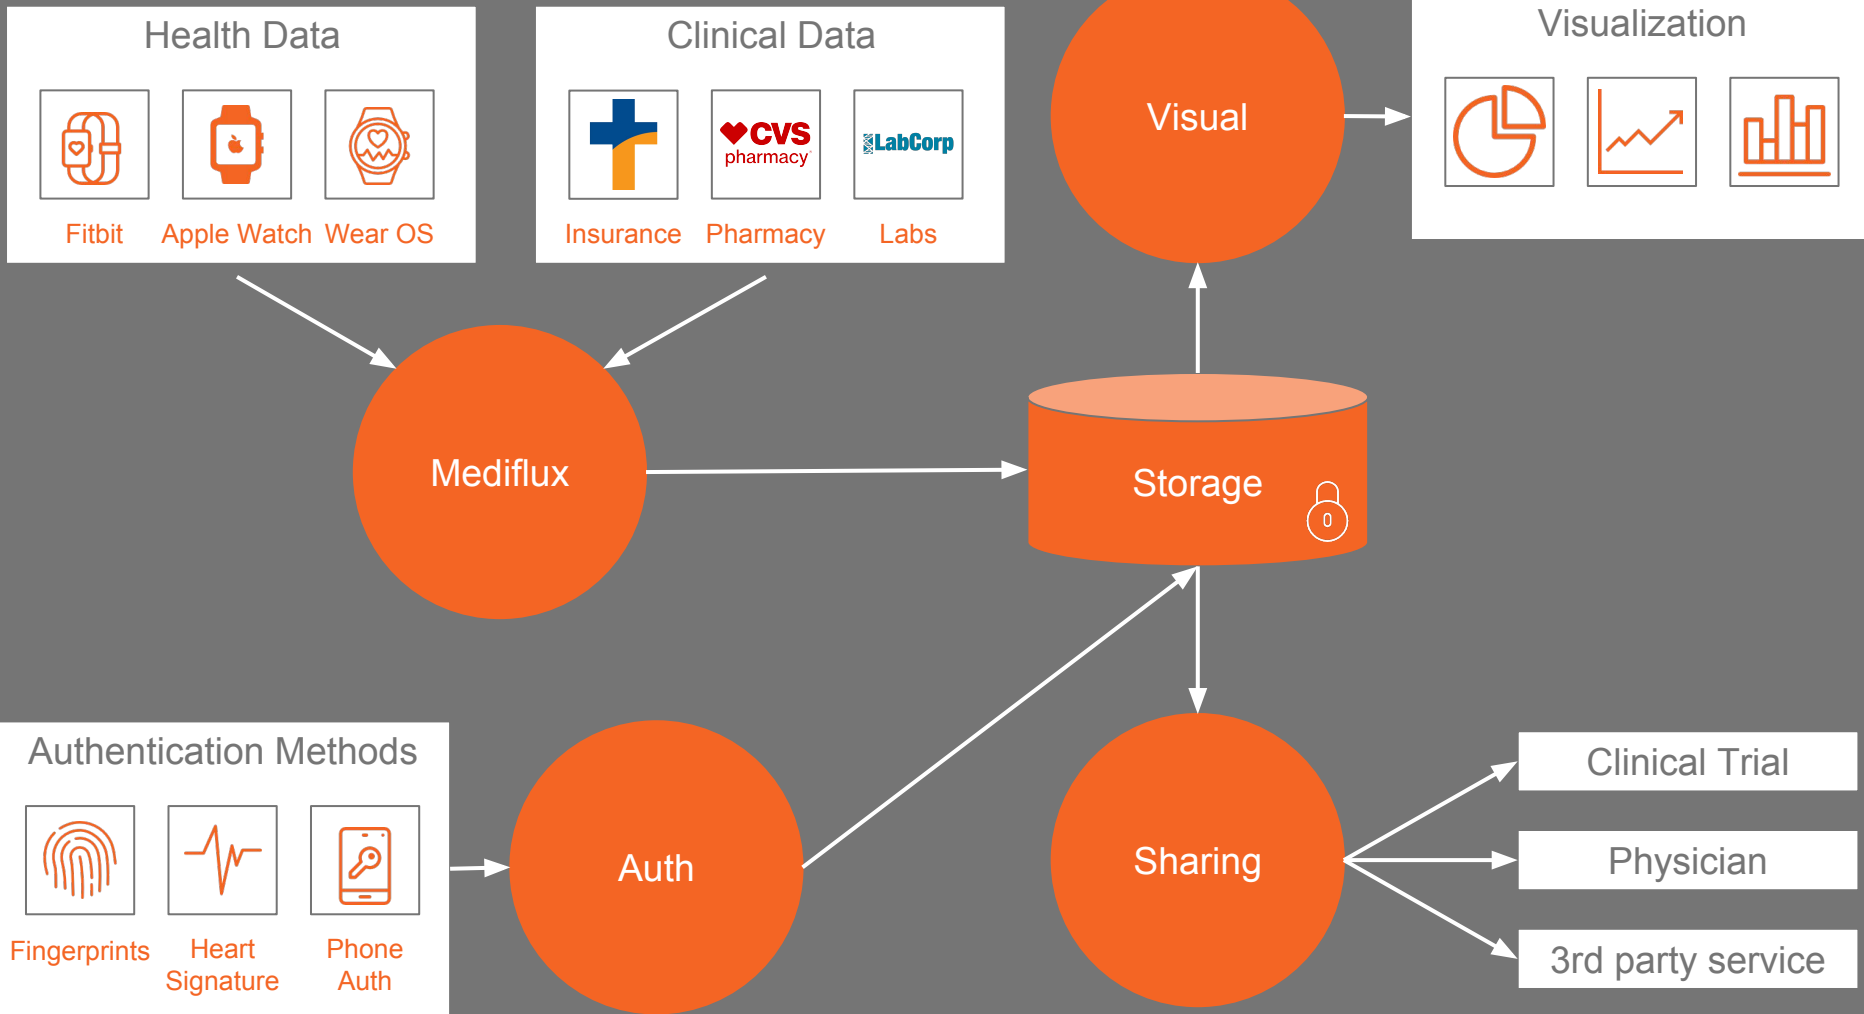 Health Data
Fitbit
Apple Watch
Wear OS
Clinical Data
CVS
pharmacy
LabCorp
Insurance
Pharmacy
Labs
Visual
Visualization
Mediflux
Storage
0
Authentication Methods
Fingerprints
Heart
Signature
Phone
Auth
Auth
Sharing
Clinical Trial
Physician
3rd party service